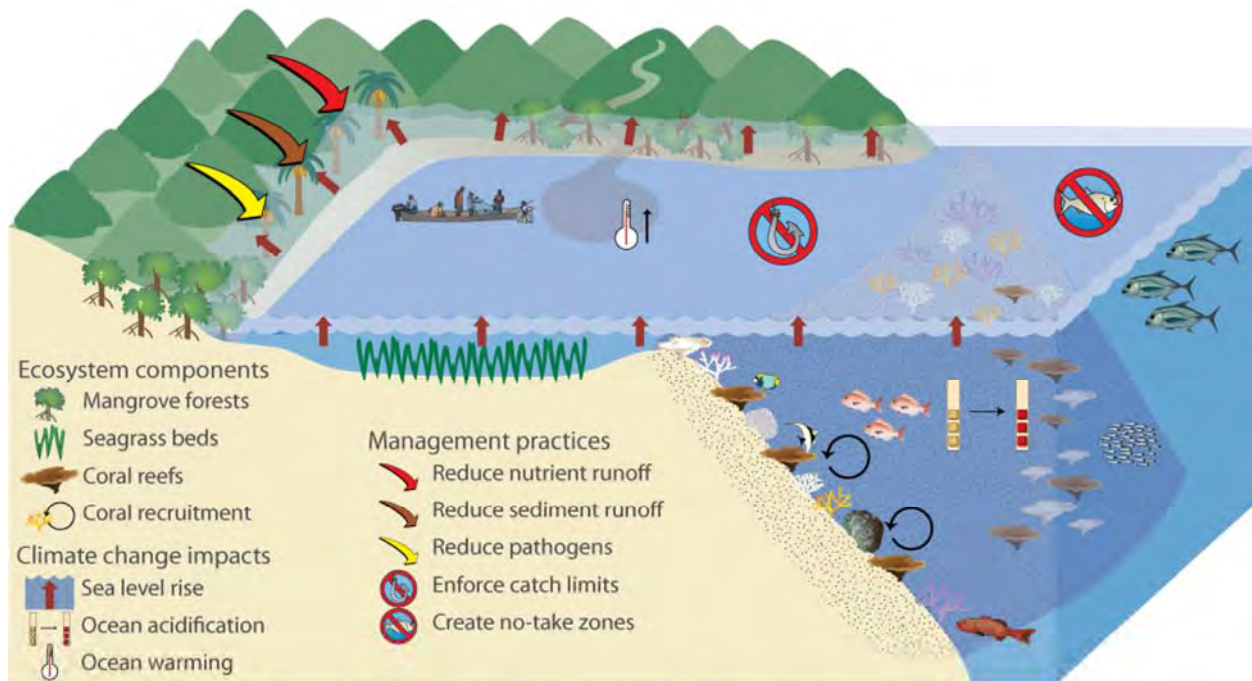 Ecosystem components
Mangrove forests
Seagrass beds
Coral reefs
Coral recruitment
Climate change impacts
Sea level rise
Ocean acidification
Ocean warming
Management practices
Reduce nutrient runoff
Reduce sediment runoff
Reduce pathogens
Enforce catch limits
Create no-take zones